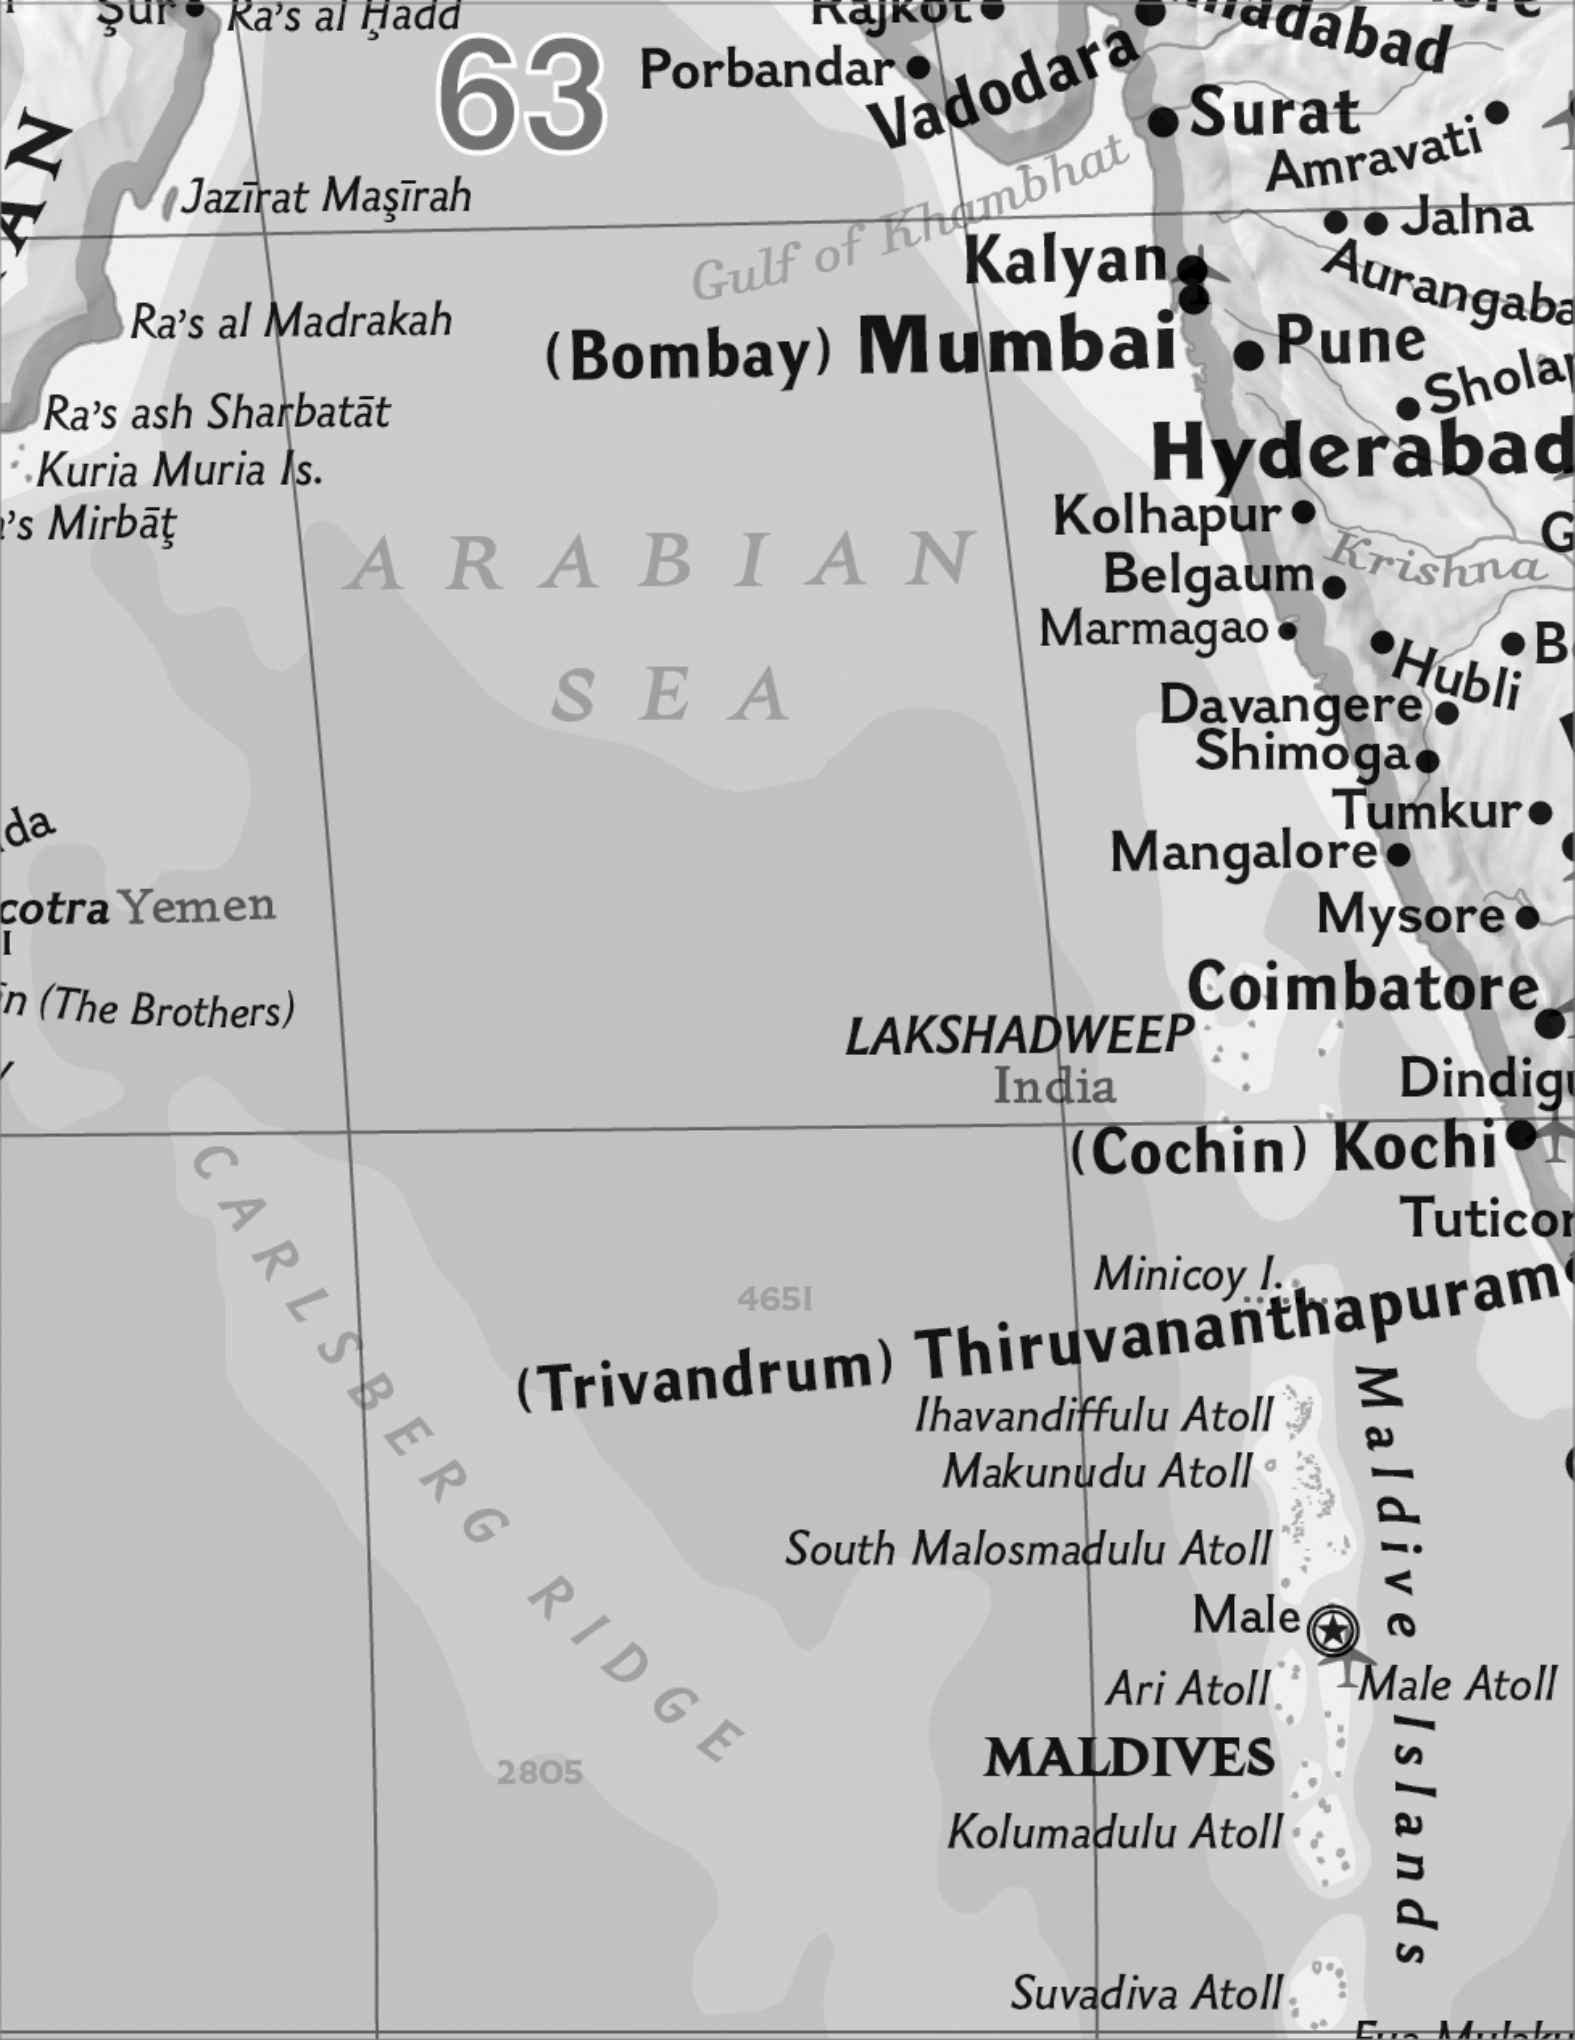 Şur
Ra's al Ḩadd
63
Rajkot
Porbandar
Vadodara
Surat
Amravati
Jazīrat Maşīrah
Gulf of Khambhat
Jalna
Kalyan
Ra's al Madrakah
(Bombay) Mumbai
Pune
Ra's ash Sharbatāt
Hyderabad
Kuria Muria Is.
's Mirbāţ
Kolhapur
ARABIAN
SEA
Krishna
Belgaum
Marmagao
Hubli
Davangere
Shimoga
Tumkur
Mangalore
Yemen
Mysore
Coimbatore
(The Brothers)
LAKSHADWEEP
India
(Cochin) Kochi
CARLSBERG RIDGE
Minicoy I.
4651
(Trivandrum) Thiruvananthapuram
Ihavandiffulu Atoll
Makunudu Atoll
South Malosmadulu Atoll
Maldive Islands
Male
Ari Atoll
Male Atoll
MALDIVES
2805
Kolumadulu Atoll
Suvadiva Atoll